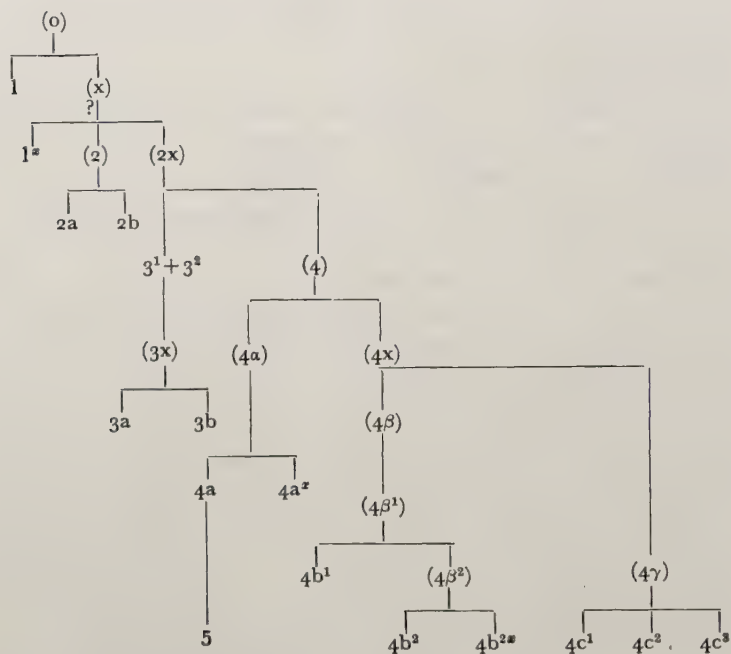 (o)
1 (x)
?
1ˣ (2) (2x)
2a 2b
3¹ + 3² (4)
(3x) (4α) (4x)
3a 3b (4β)
4a 4aˣ
(4β¹)
4b¹ (4β²) (4γ)
5 4b² 4b²ˣ 4c¹ 4c² 4c³